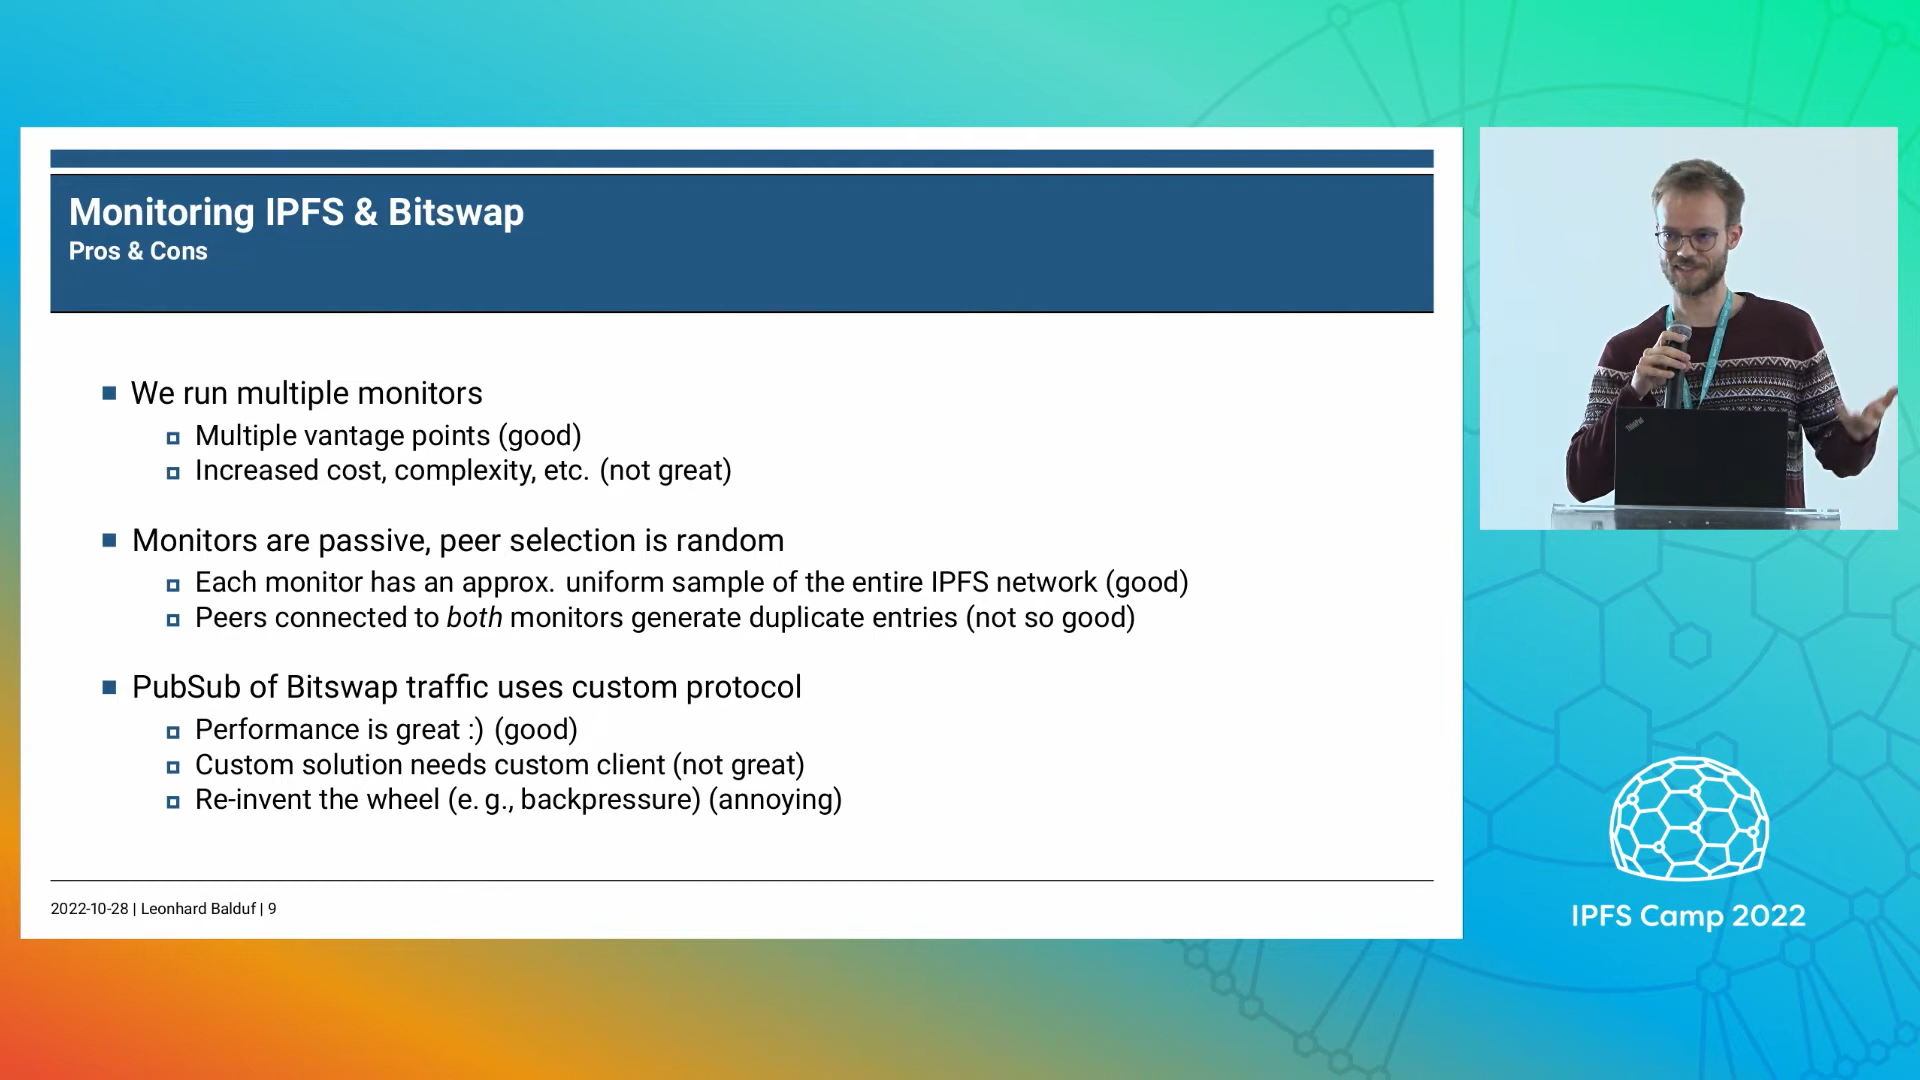 Monitoring IPFS & Bitswap
Pros & Cons
We run multiple monitors
Multiple vantage points (good)
Increased cost, complexity, etc. (not great)
Monitors are passive, peer selection is random
Each monitor has an approx. uniform sample of the entire IPFS network (good)
Peers connected to both monitors generate duplicate entries (not so good)
PubSub of Bitswap traffic uses custom protocol
Performance is great :) (good)
Custom solution needs custom client (not great)
Re-invent the wheel (e. g., backpressure) (annoying)
2022-10-28 | Leonhard Balduf | 9
ThinkPad
IPFS Camp 2022